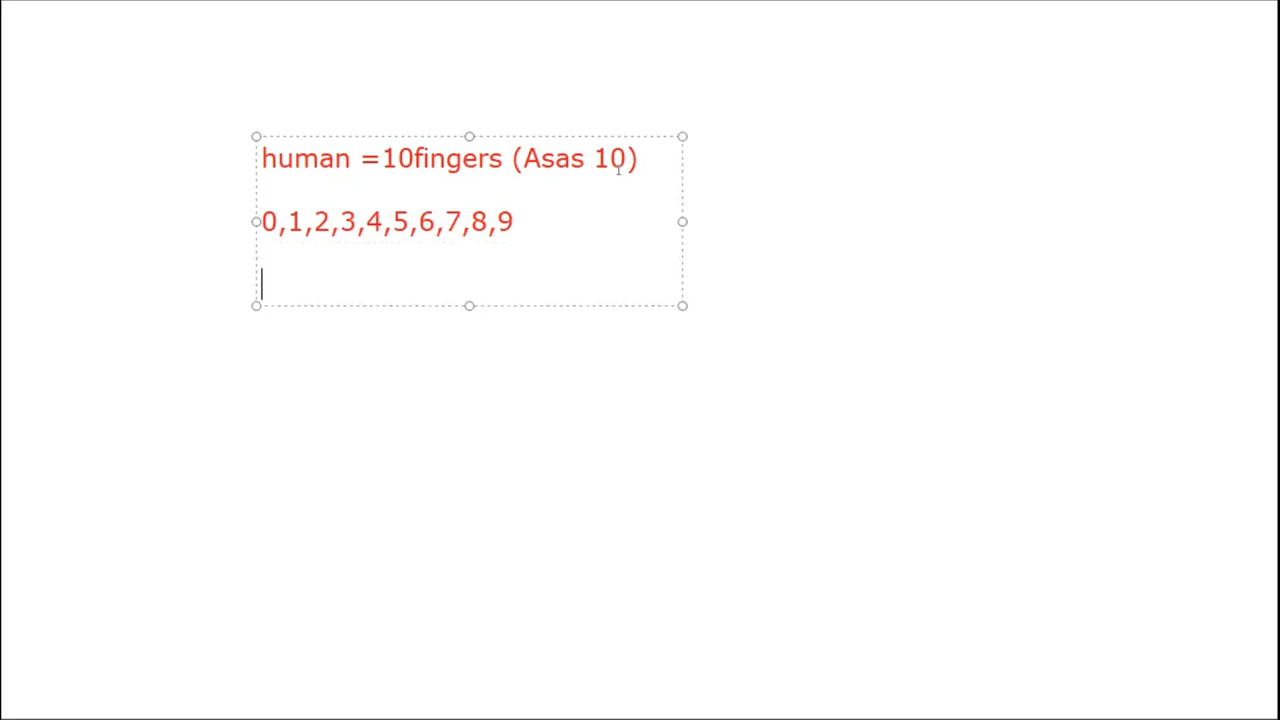 human =10fingers (Asas 10)
0,1,2,3,4,5,6,7,8,9